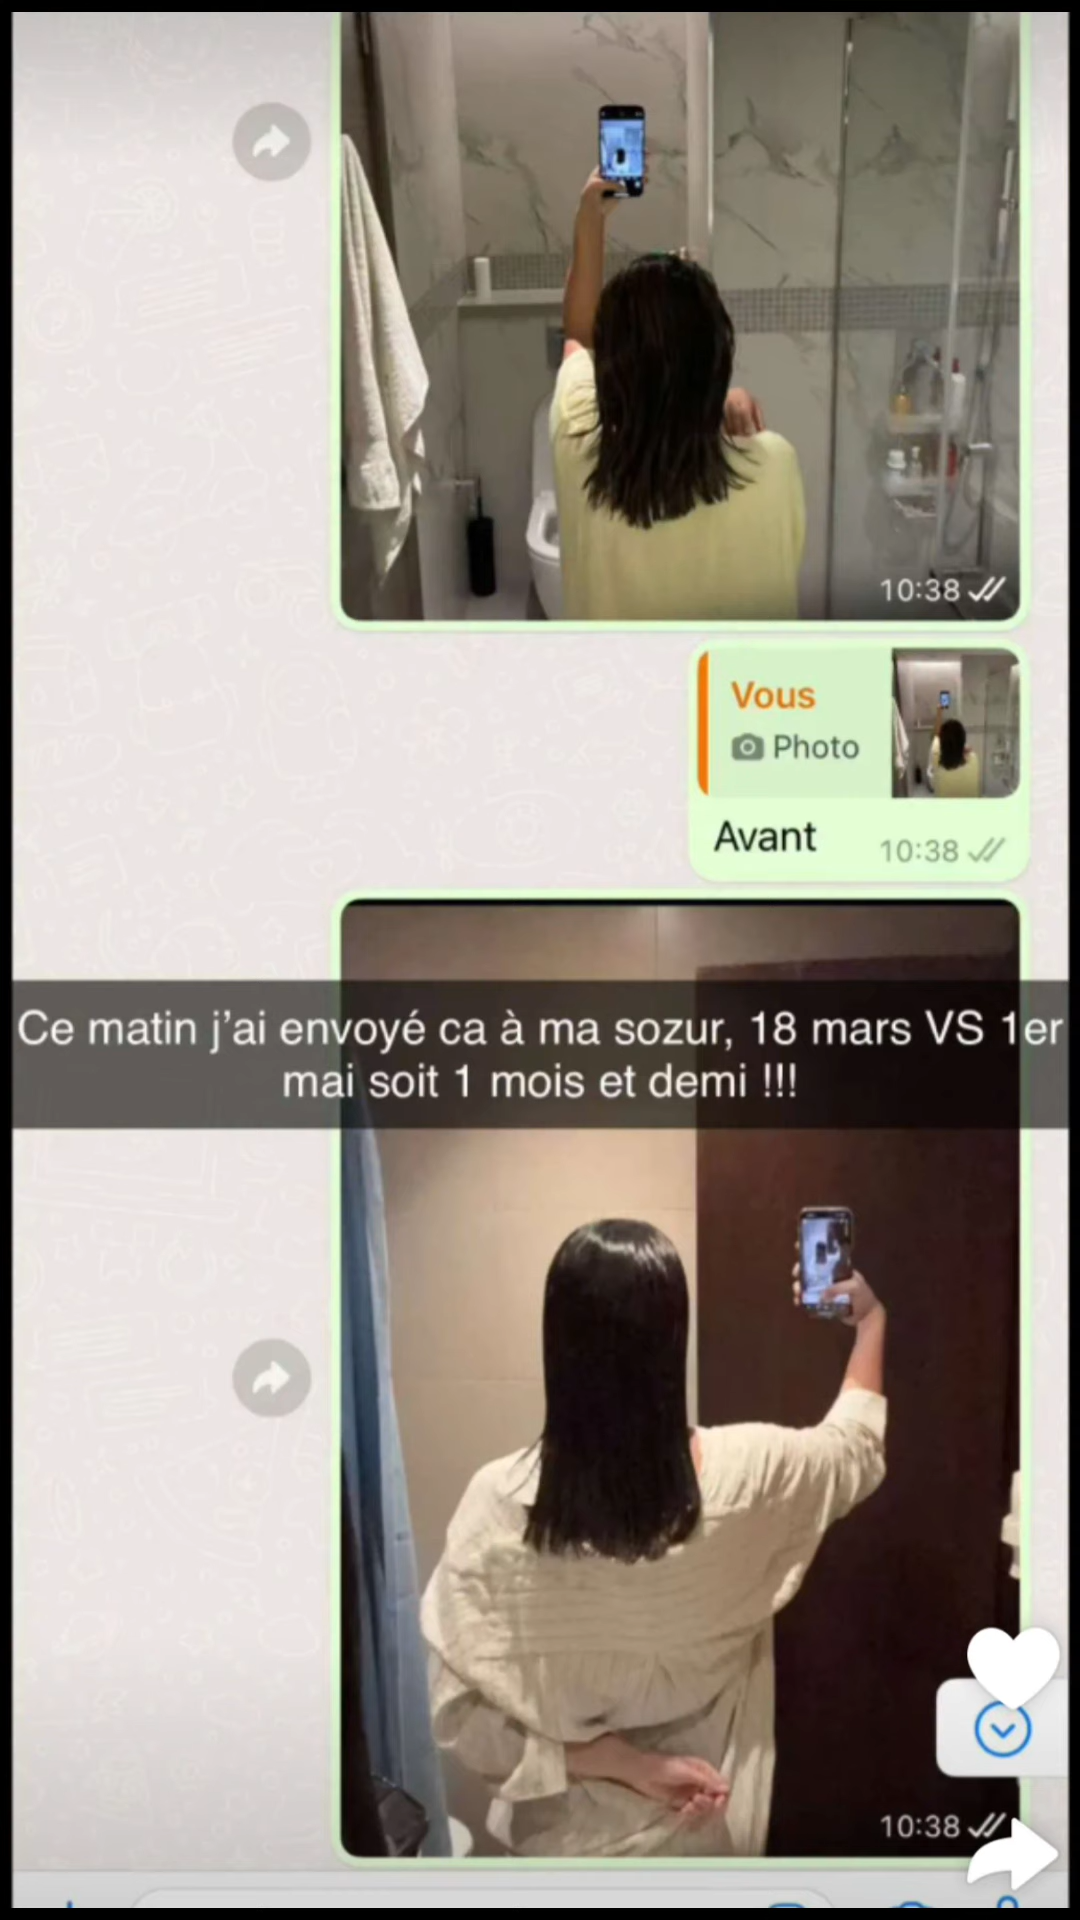 10:38
Vous
Photo
Avant
10:38
Ce matin j'ai envoyé ca à ma sozur, 18 mars VS 1er
mai soit 1 mois et demi !!!
10:38